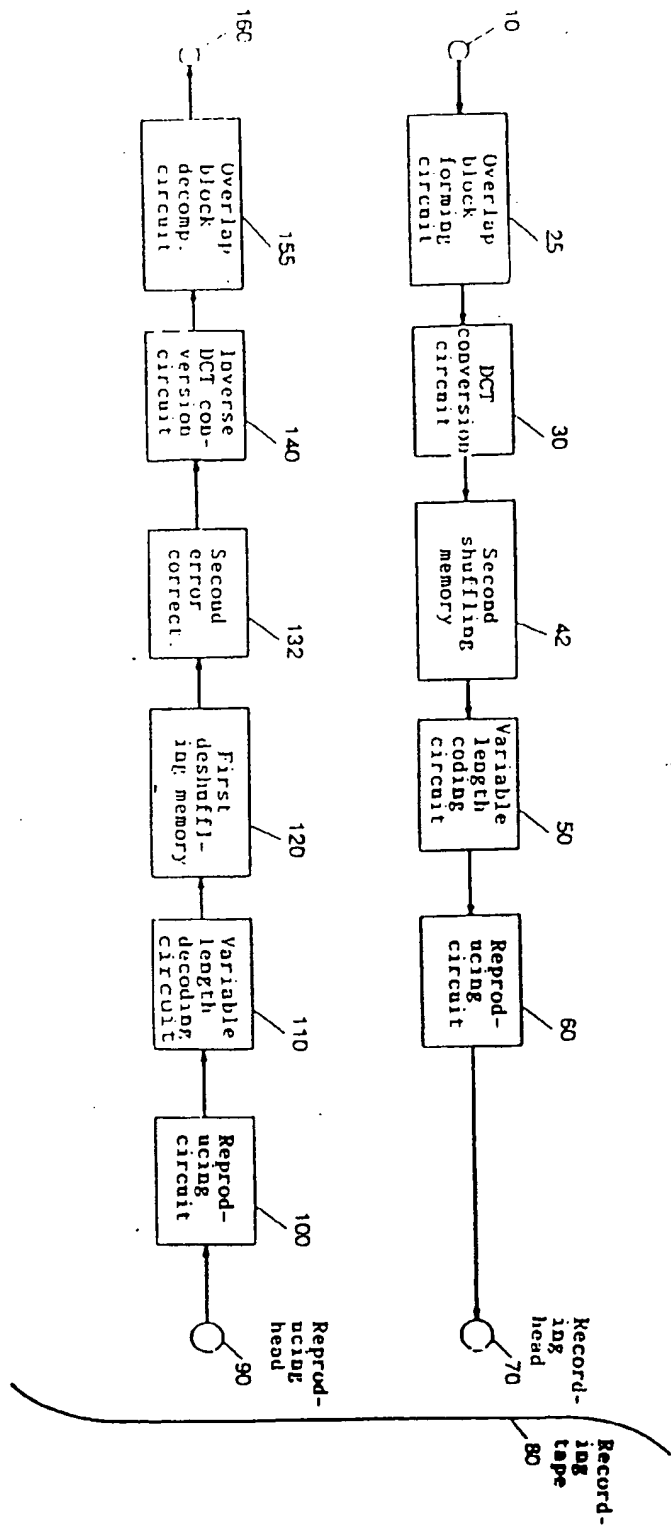 10
25
Overlap
block
forming
circuit
30
DCT
conversion
circuit
42
Second
shuffling
memory
50
Variable
length
coding
circuit
60
Reprod-
ucing
circuit
Record-
ing
head
70
Record-
ing
tape
80
160
155
Overlap
block
decomp.
circuit
140
Inverse
DCT con-
version
circuit
132
Second
error
correct.
120
First
deshuffl-
ing memory
110
Variable
length
decoding
circuit
100
Reprod-
ucing
circuit
Reprod-
ucing
head
90